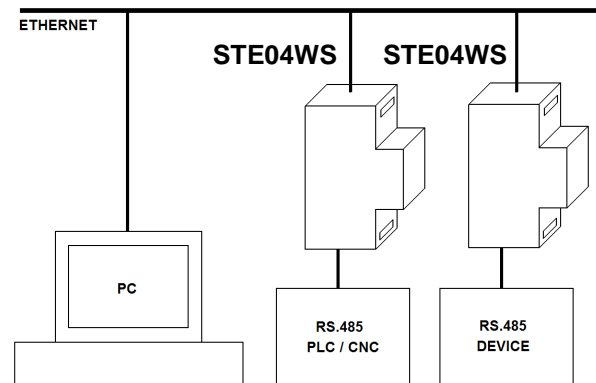 ETHERNET
STE04WS STE04WS
PC
RS.485
PLC / CNC
RS.485
DEVICE